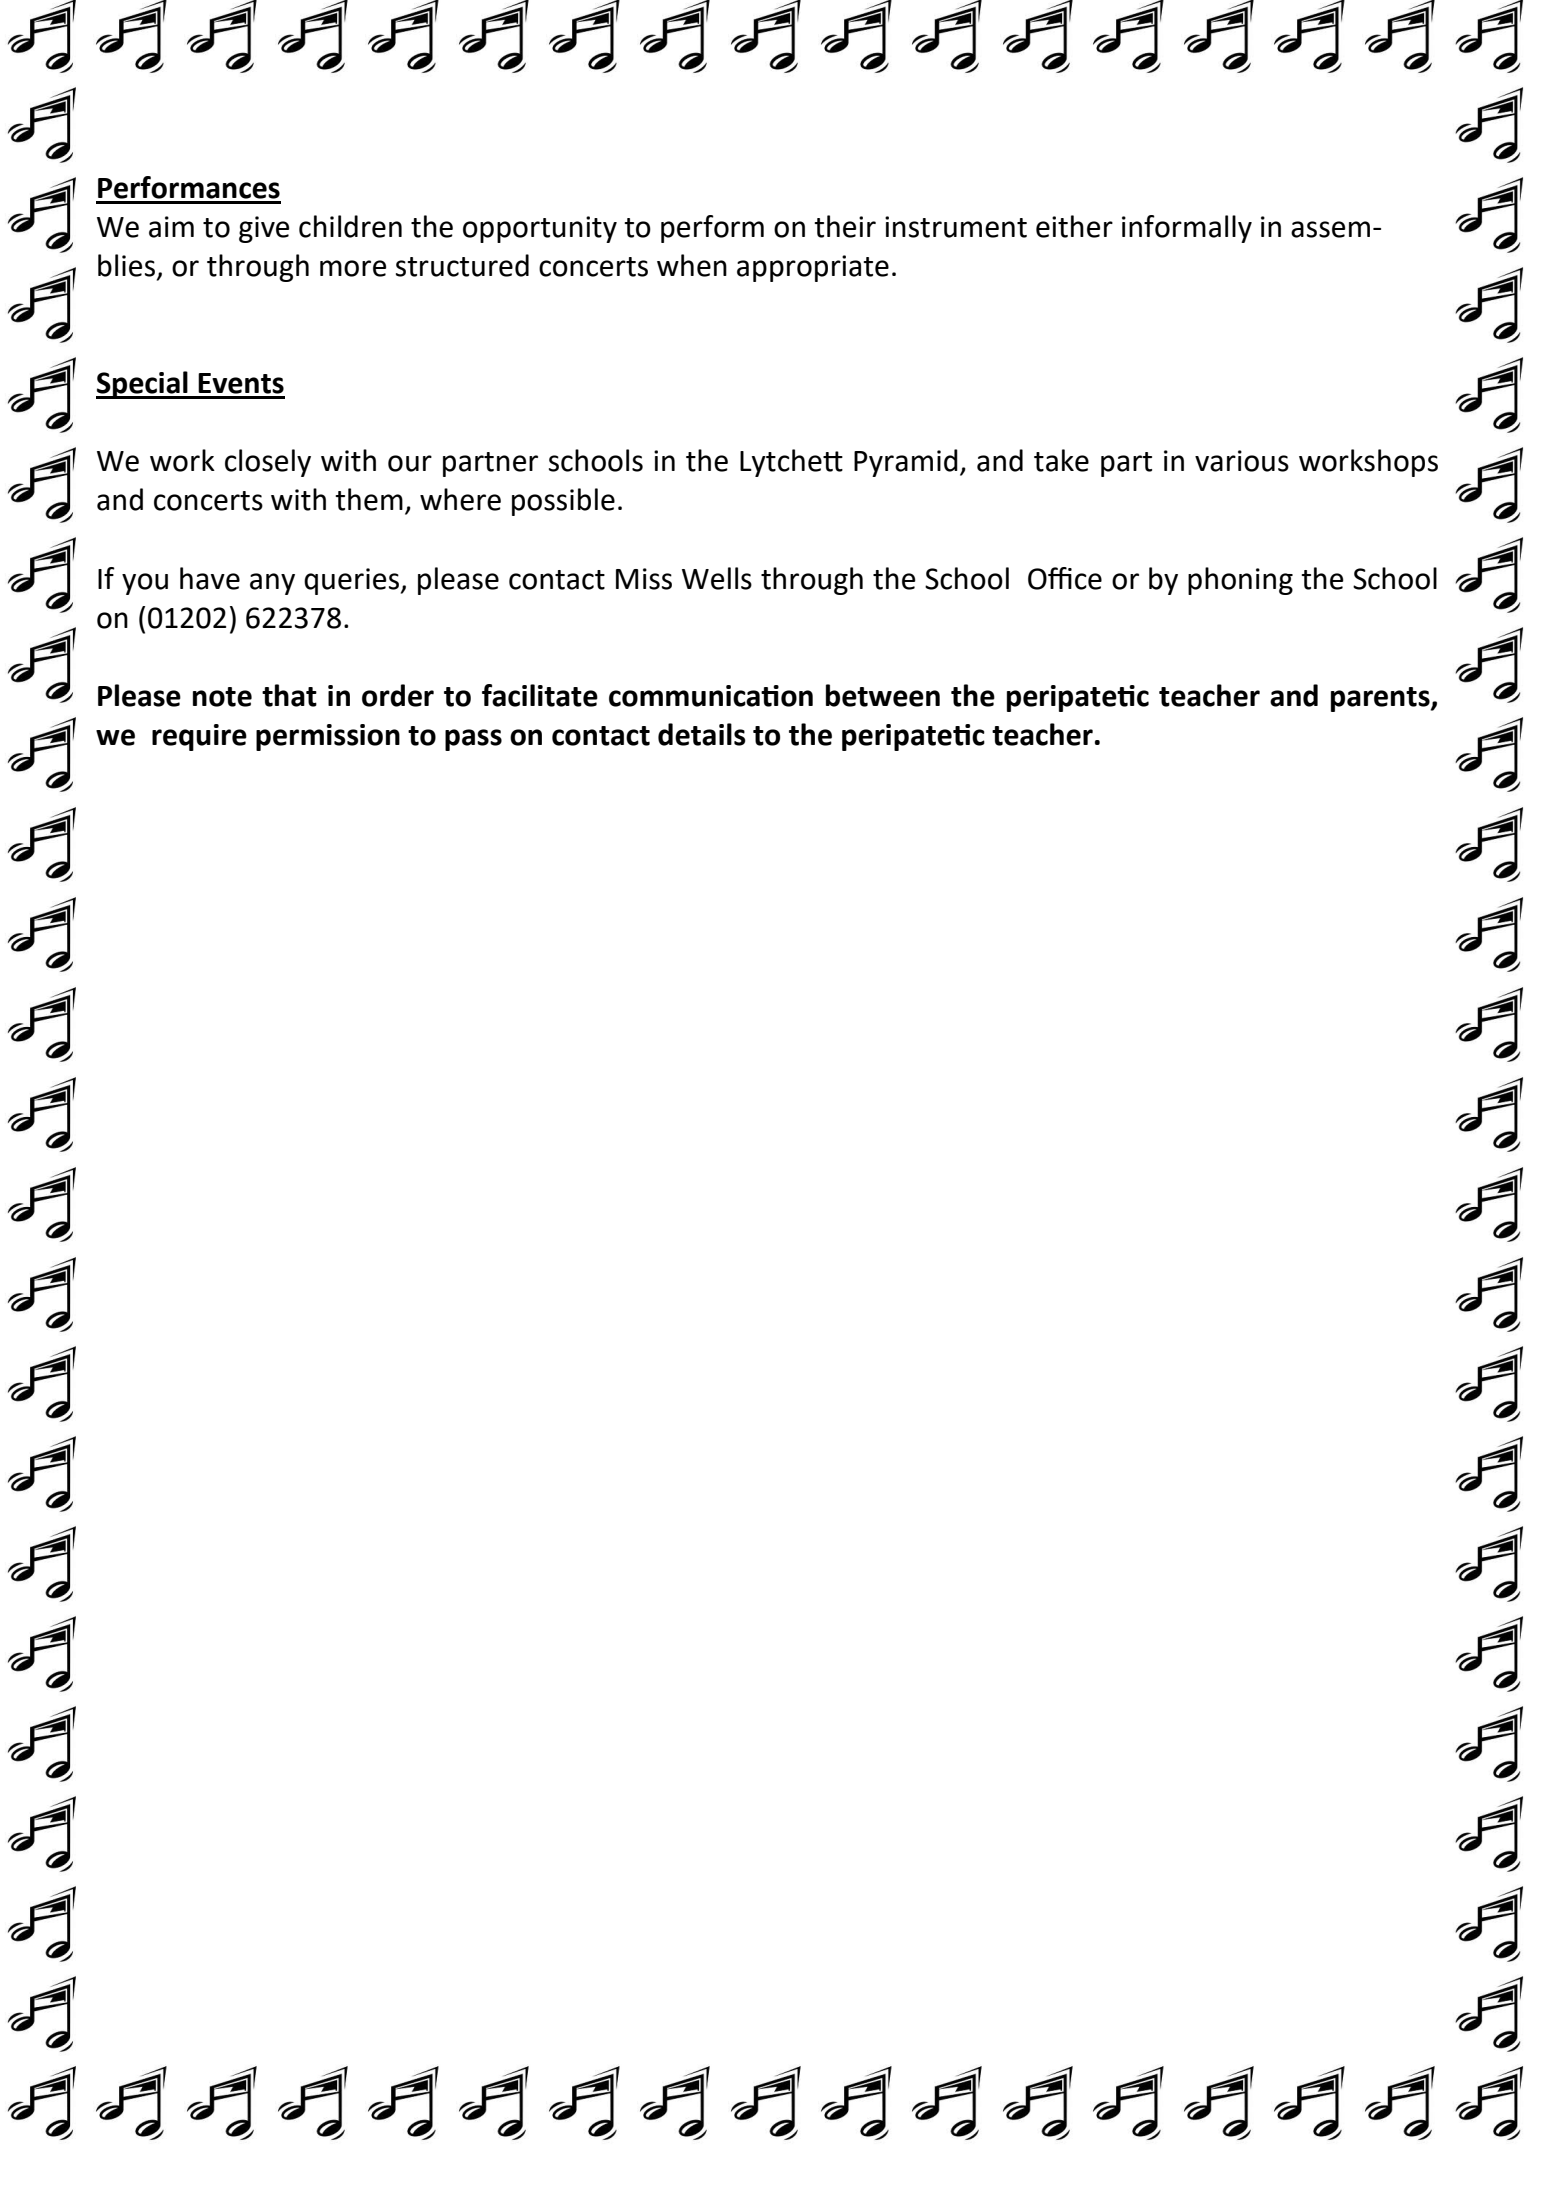 Performances
We aim to give children the opportunity to perform on their instrument either informally in assem-
blies, or through more structured concerts when appropriate.
Special Events
We work closely with our partner schools in the Lytchett Pyramid, and take part in various workshops
and concerts with them, where possible.
If you have any queries, please contact Miss Wells through the School  Office or by phoning the School
on (01202) 622378.
Please note that in order to facilitate communication between the peripatetic teacher and parents,
we  require permission to pass on contact details to the peripatetic teacher.